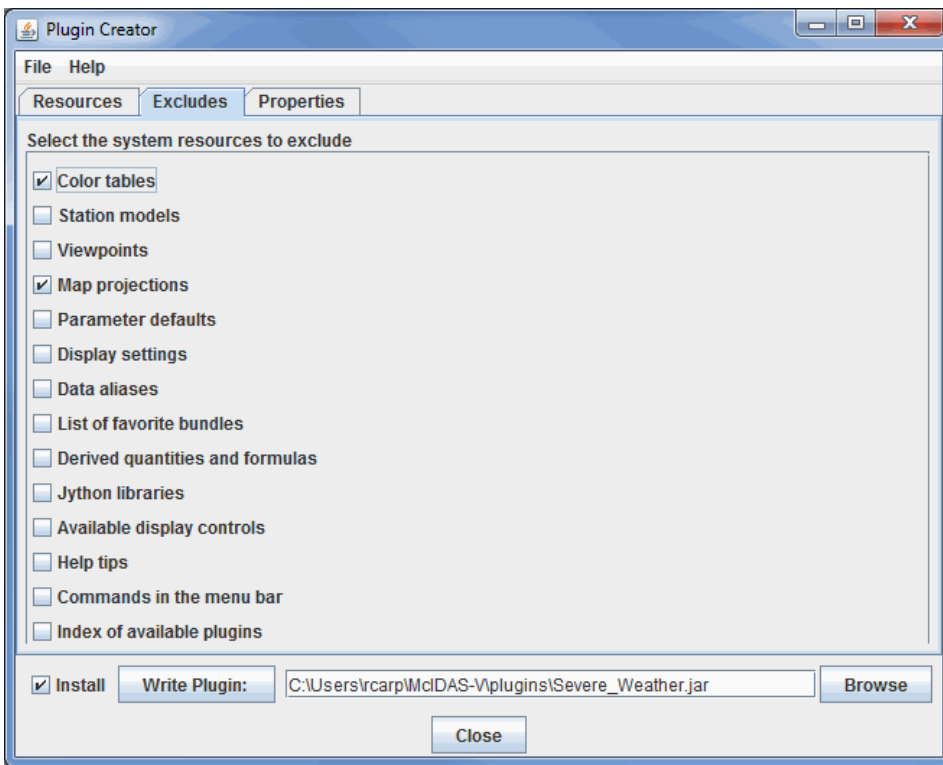 Plugin Creator
File Help
Resources Excludes Properties
Select the system resources to exclude
Color tables
Station models
Viewpoints
Map projections
Parameter defaults
Display settings
Data aliases
List of favorite bundles
Derived quantities and formulas
Jython libraries
Available display controls
Help tips
Commands in the menu bar
Index of available plugins
Install Write Plugin: C:\Users\rcarp\McIDAS-V\plugins\Severe_Weather.jar Browse
Close